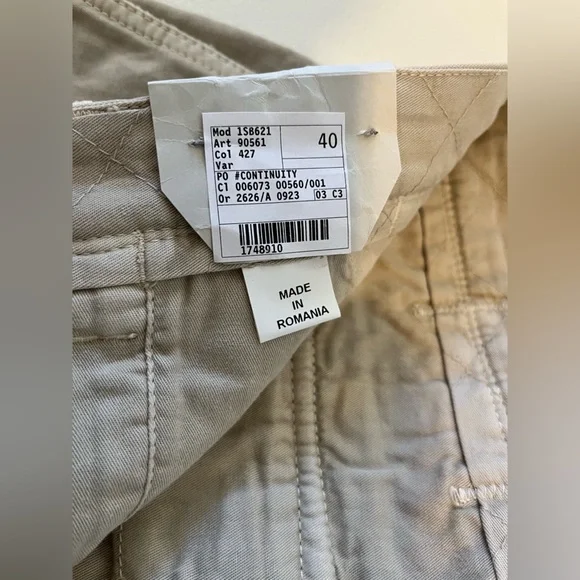 Mod 1S8621
Art 90561
Col 427
Var
40
PO #CONTINUITY
Cl 006073 00560/001
Or 2626/A 0923 03 C3
1748910
MADE
IN
ROMANIA